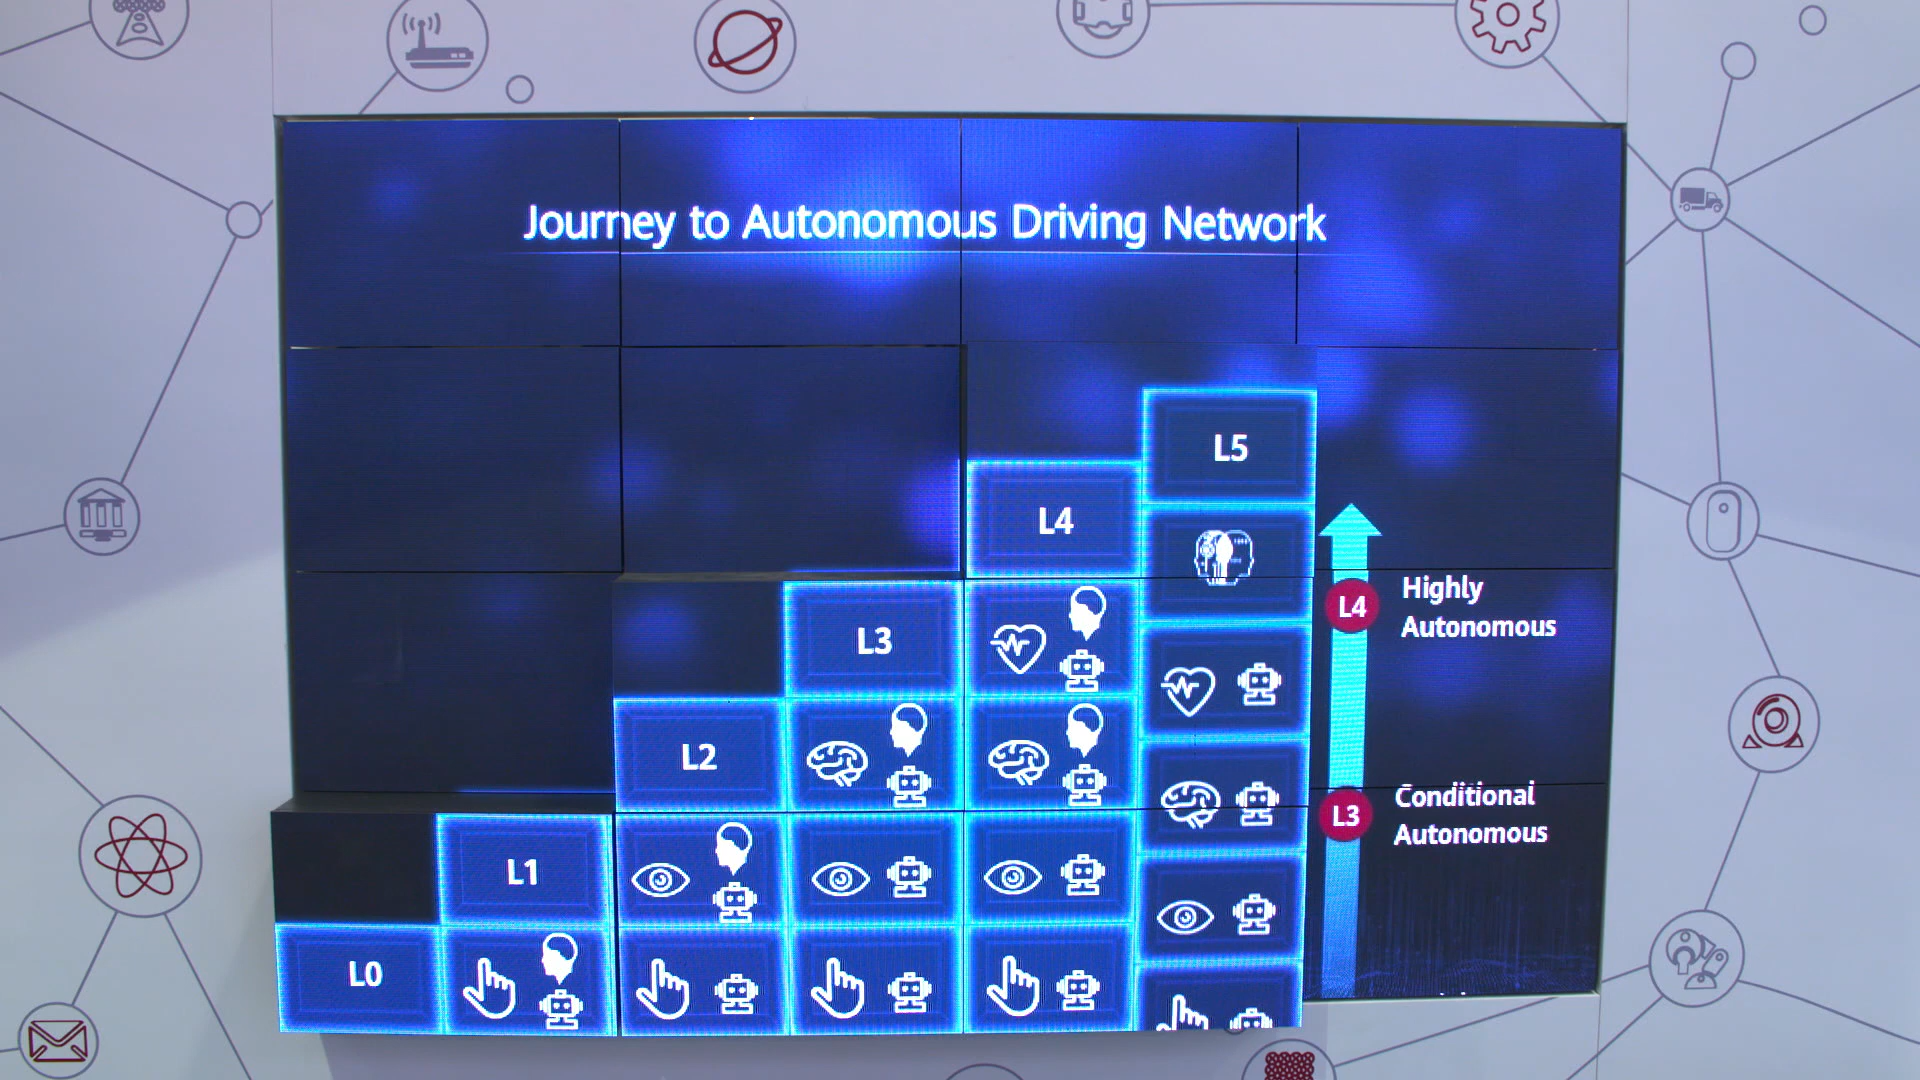 Journey to Autonomous Driving Network
L5
L4
L4
Highly
Autonomous
L3
L2
L3
Conditional
Autonomous
L1
L0